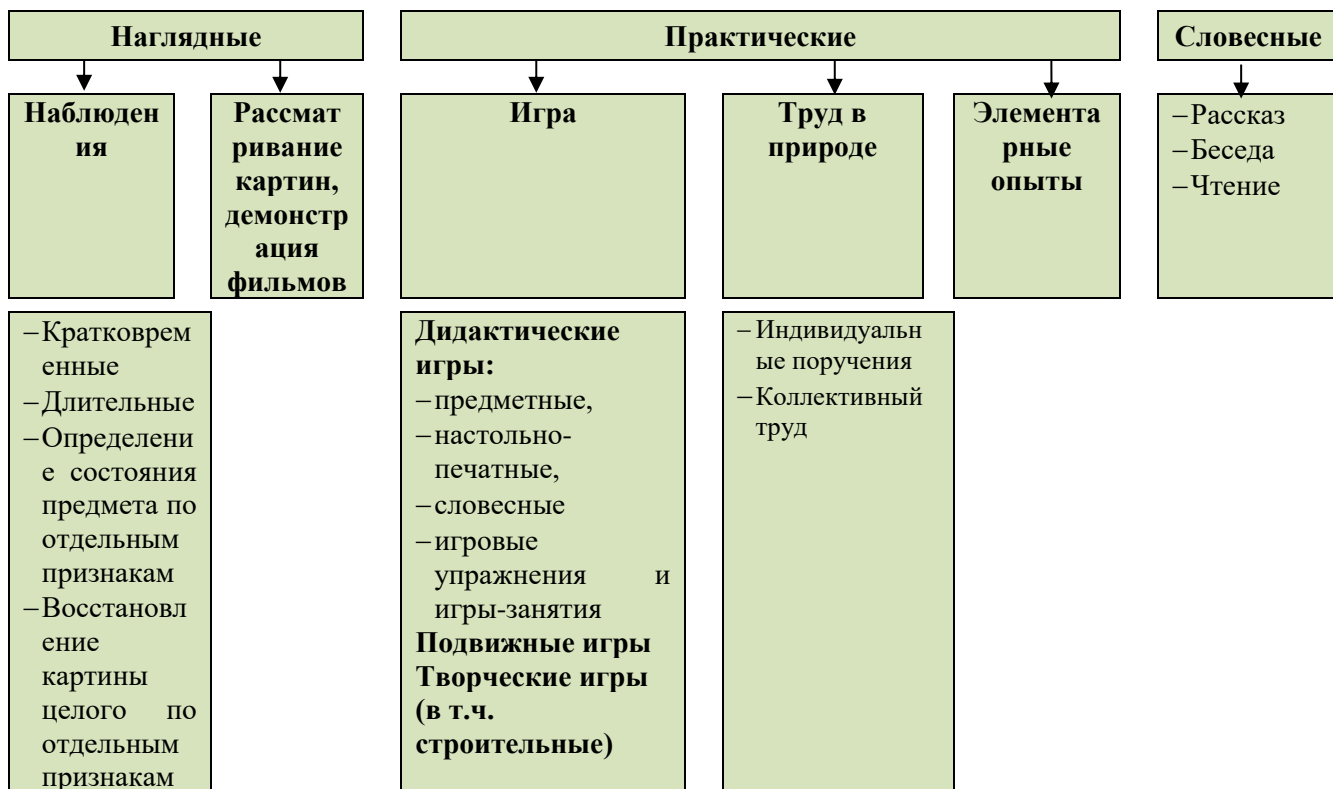 Наглядные
Практические
Словесные
Наблюден
ия
Рассмат
ривание
картин,
демонстр
ация
фильмов
Игра
Труд в
природе
Элемента
рные
опыты
–Рассказ
–Беседа
–Чтение
–Кратковрем
енные
–Длительные
–Определени
е состояния
предмета по
отдельным
признакам
–Восстановл
ение
картины
целого по
отдельным
признакам
Дидактические
игры:
–предметные,
–настольно-
печатные,
–словесные
–игровые
упражнения и
игры-занятия
Подвижные игры
Творческие игры
(в т.ч.
строительные)
– Индивидуальн
ые поручения
–Коллективный
труд